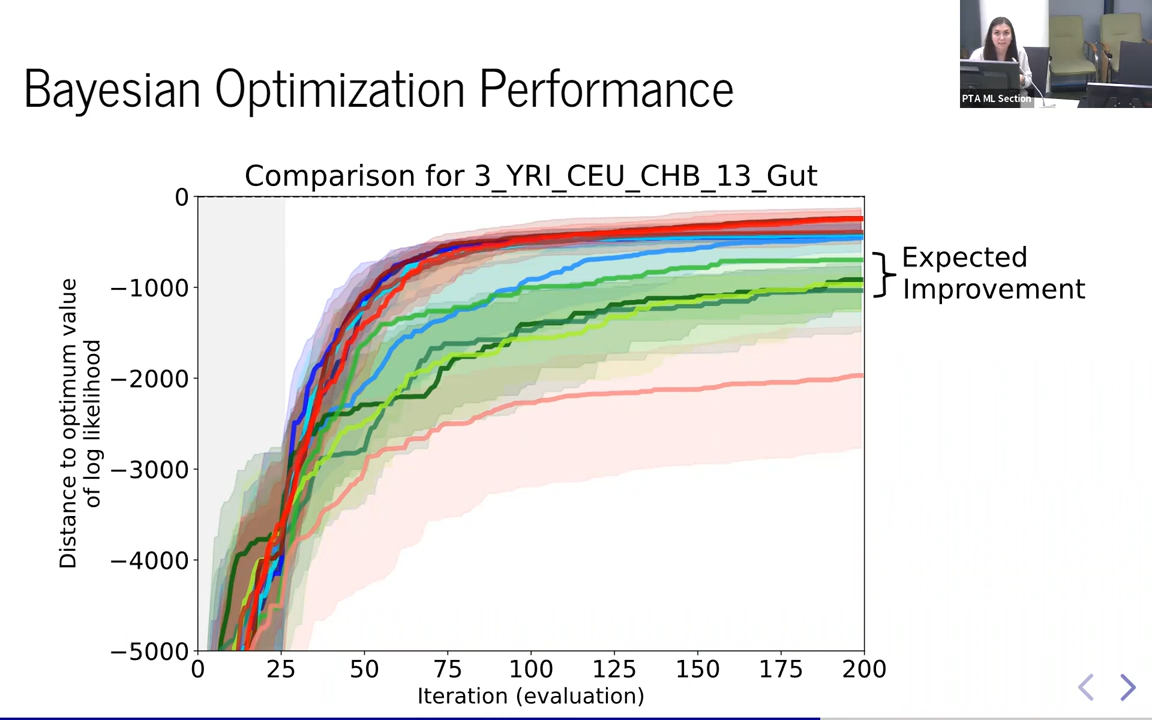 Bayesian Optimization Performance
PTA ML Section
Comparison for 3_YRI_CEU_CHB_13_Gut
Distance to optimum value
of log likelihood
0
−1000
−2000
−3000
−4000
−5000
0 25 50 75 100 125 150 175 200
Iteration (evaluation)
Expected
Improvement